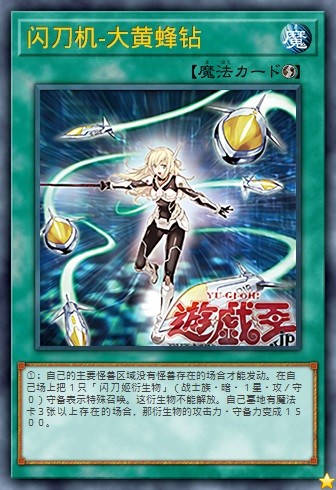 闪刀机-大黄蜂钻
魔
【魔法カード】
YU-GI-OH!
遊戯王
.JP
①:自己的主要怪兽区域没有怪兽存在的场合才能发动。在自
己场上把1只「闪刀姬衍生物」(战士族·暗·1星·攻/守
0)守备表示特殊召唤。这衍生物不能解放。自己墓地有魔法
卡3张以上存在的场合,那衍生物的攻击力·守备力变成15
00。